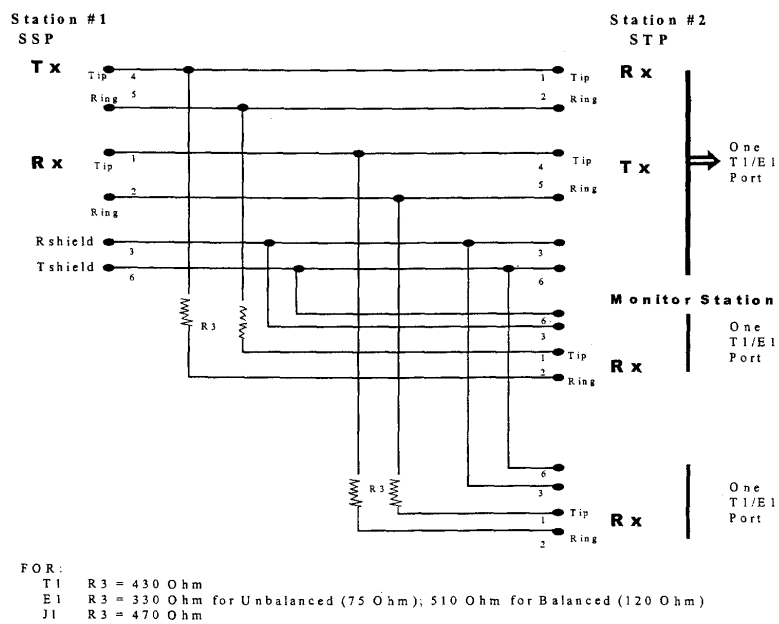 Station #1
SSP
Station #2
STP
Tx
Tip
4
1
Tip
Rx
Ring
5
2
Ring
Rx
Tip
1
4
Tip
Tx
One
T1/E1
Port
2
Ring
5
Ring
Rshield
3
3
Tshield
6
6
Monitor Station
6
3
One
T1/E1
Port
R3
1
Tip
2
Ring
Rx
6
3
One
T1/E1
Port
R3
1
Tip
Rx
2
Ring
FOR:
T1 R3 = 430 Ohm
E1 R3 = 330 Ohm for Unbalanced (75 Ohm); 510 Ohm for Balanced (120 Ohm)
J1 R3 = 470 Ohm